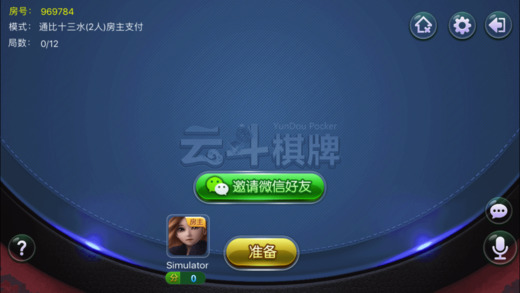 房号： 969784
模式： 通比十三水(2人)房主支付
局数： 0/12
YunDou Pocker
云斗棋牌
邀请微信好友
房主
准备
Simulator
分 0
?